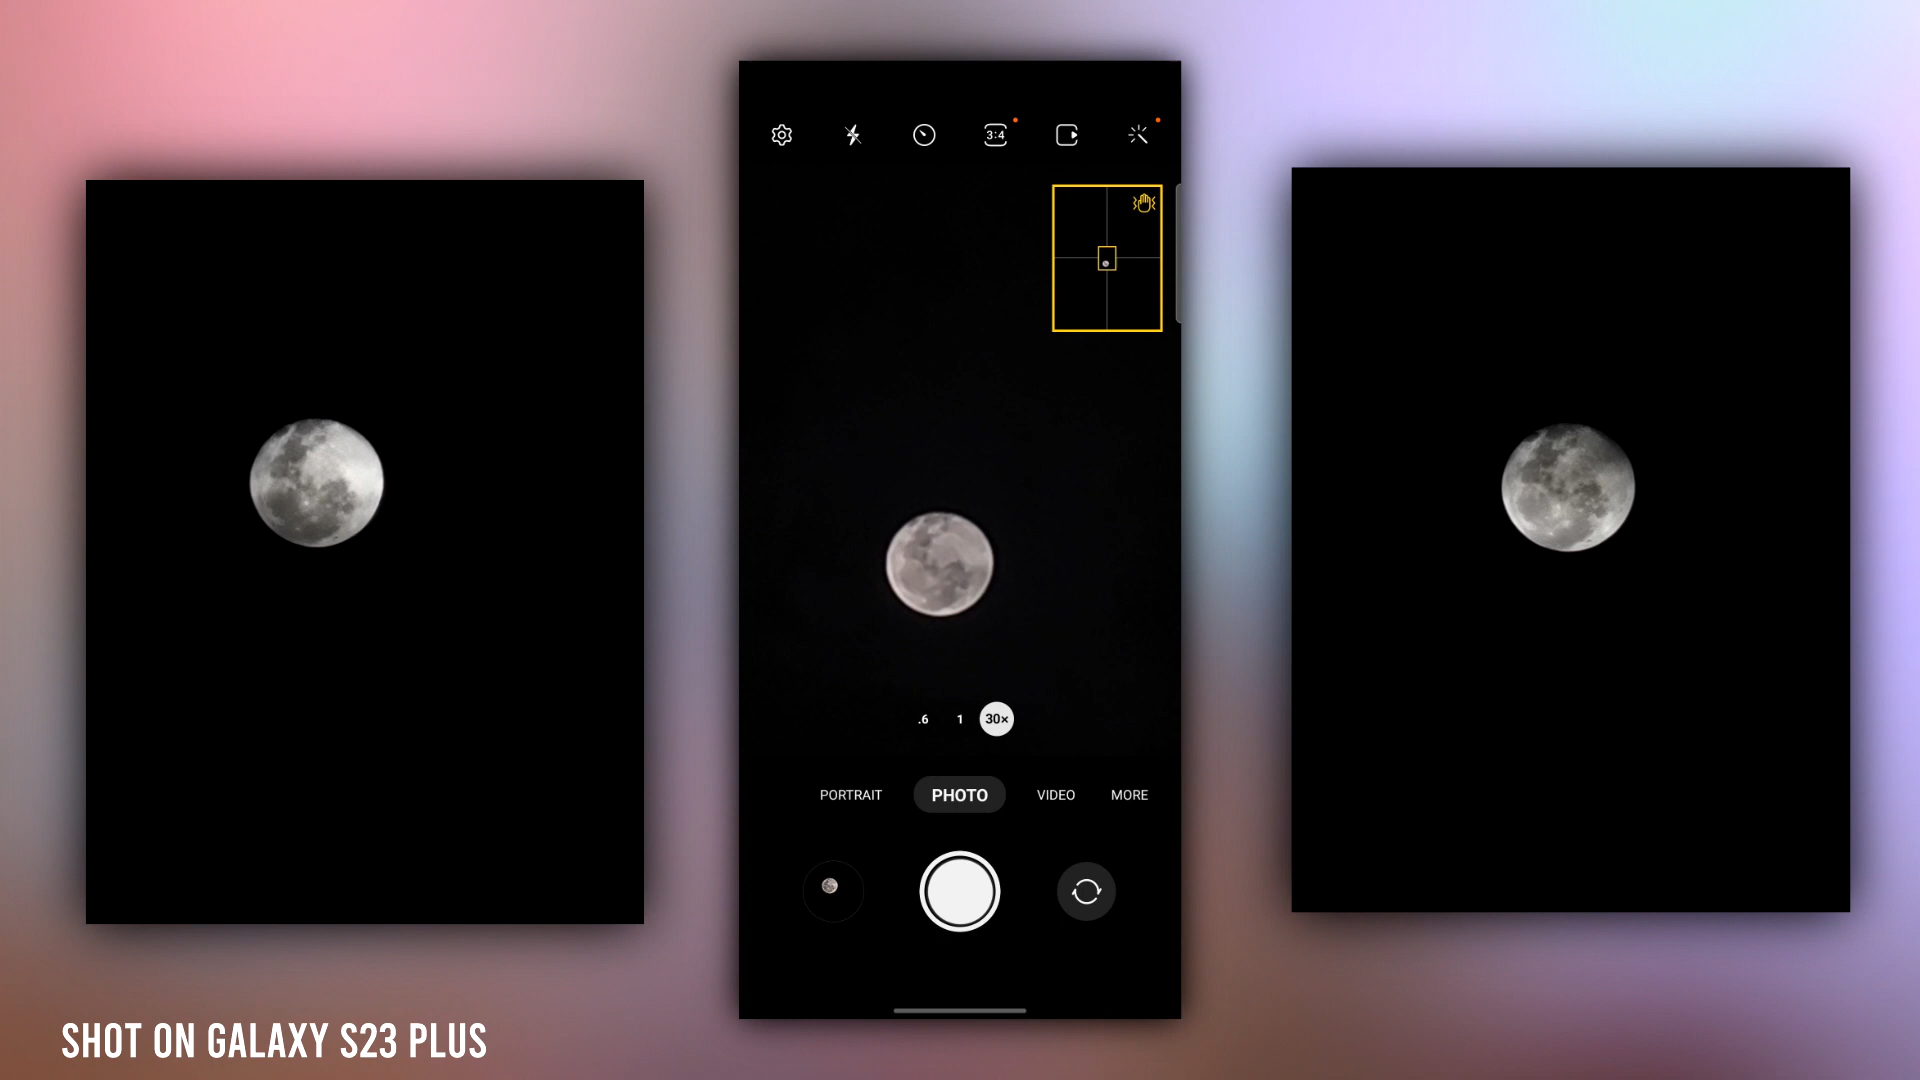 3:4
.6 1 30×
PORTRAIT PHOTO VIDEO MORE
SHOT ON GALAXY S23 PLUS